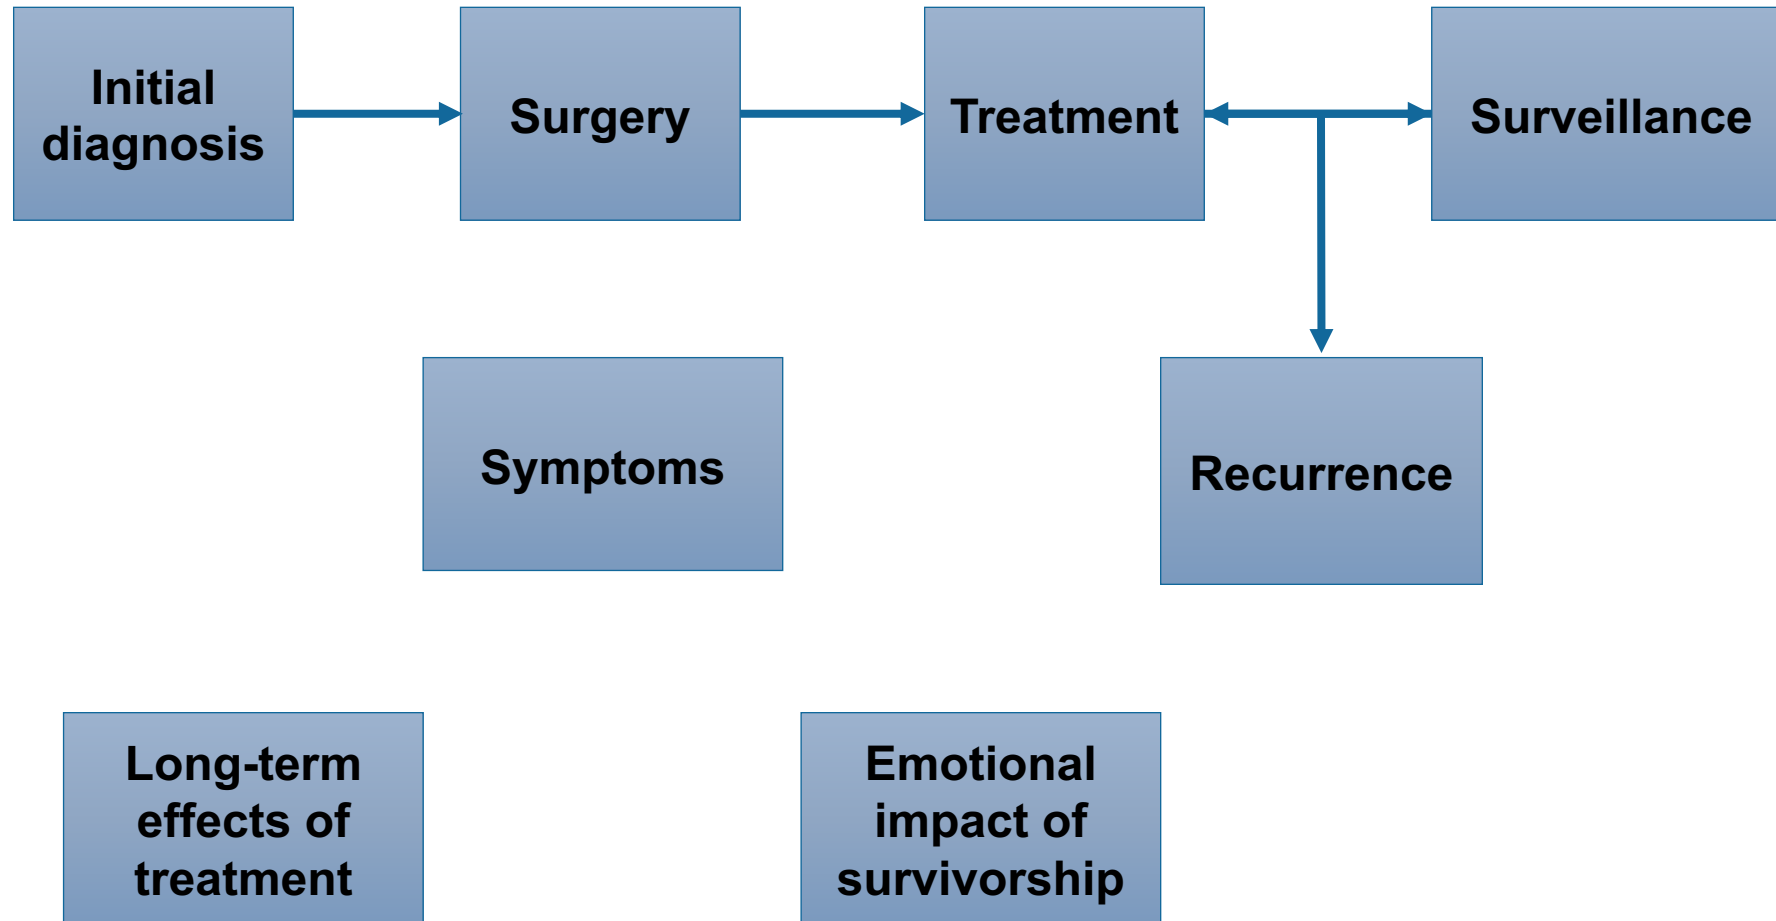 Initial
diagnosis
Surgery
Treatment
Surveillance
Symptoms
Recurrence
Long-term
effects of
treatment
Emotional
impact of
survivorship